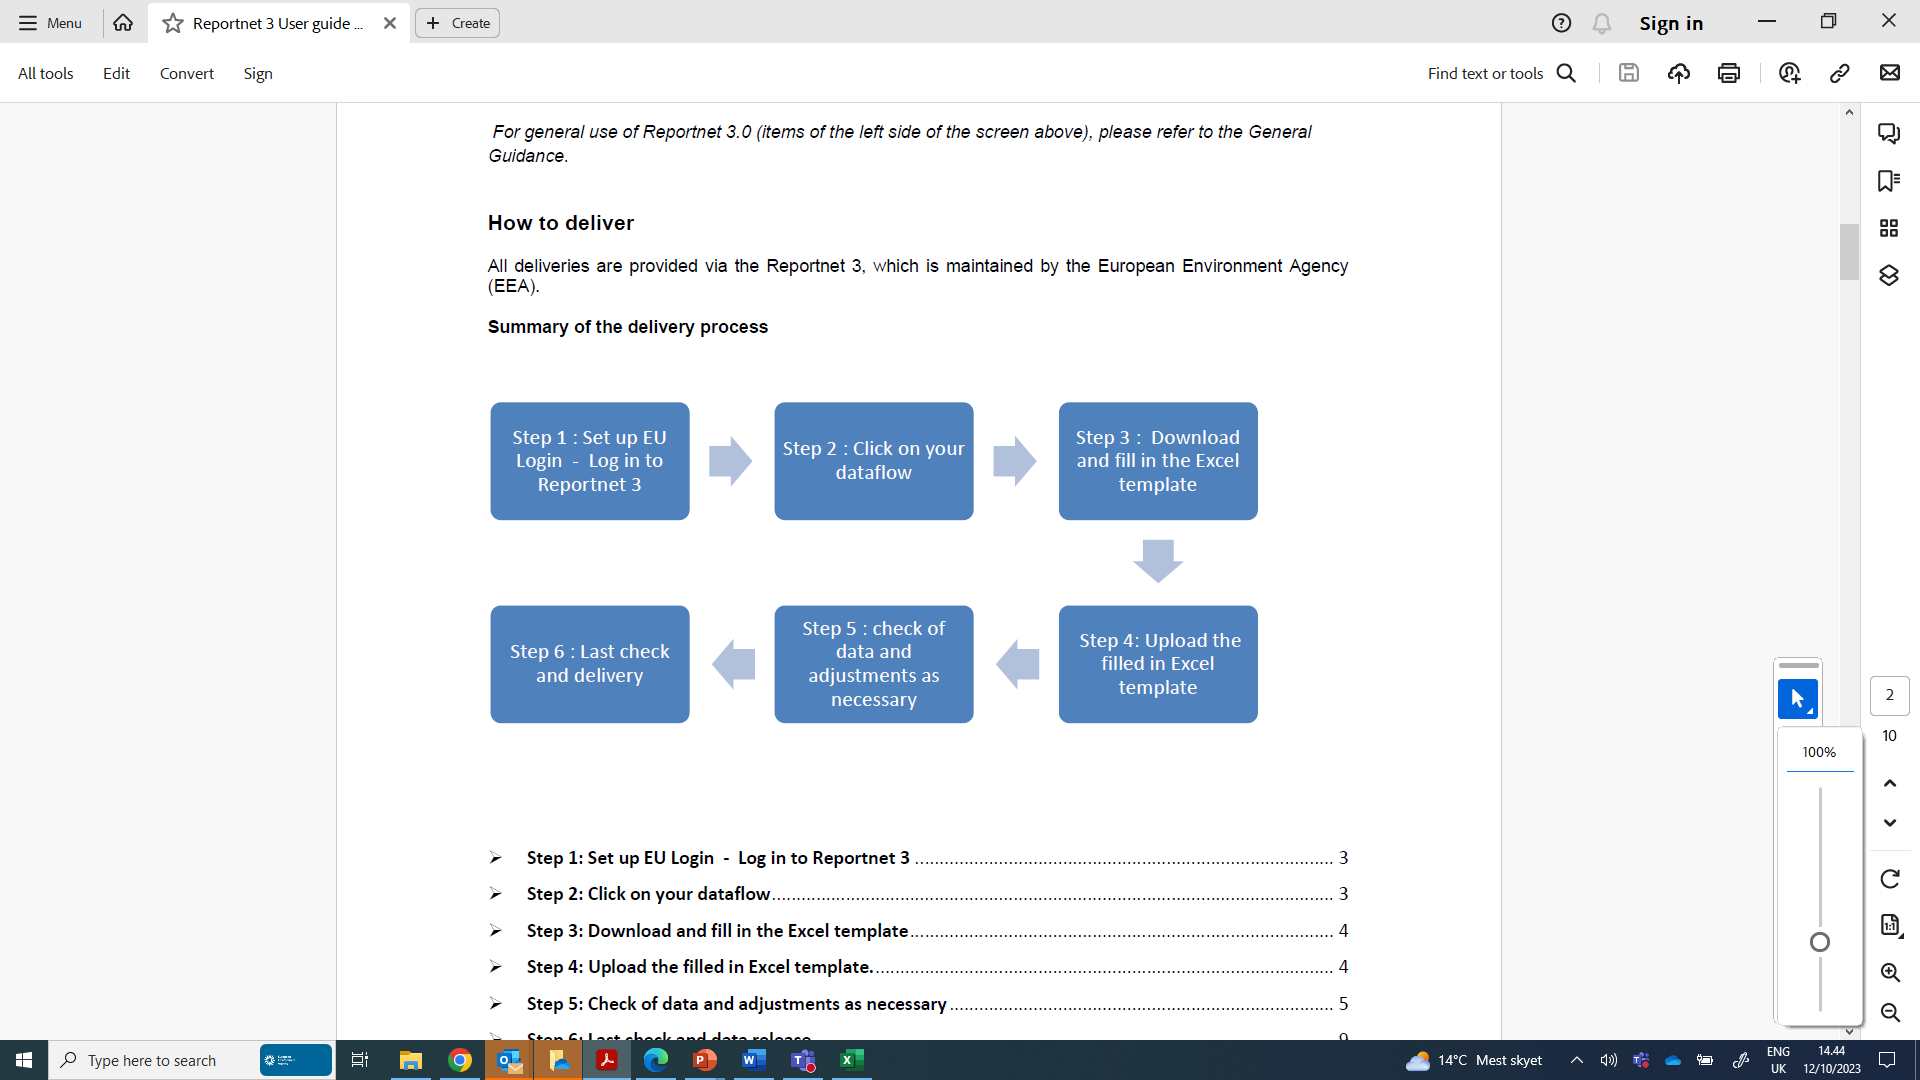 Menu
Reportnet 3 User guide ...
Create
Sign in
All tools
Edit
Convert
Sign
Find text or tools
For general use of Reportnet 3.0 (items of the left side of the screen above), please refer to the General
Guidance.
How to deliver
All deliveries are provided via the Reportnet 3, which is maintained by the European Environment Agency
(EEA).
Summary of the delivery process
Step 1 : Set up EU
Login - Log in to
Reportnet 3
Step 2 : Click on your
dataflow
Step 3 : Download
and fill in the Excel
template
Step 6 : Last check
and delivery
Step 5 : check of
data and
adjustments as
necessary
Step 4: Upload the
filled in Excel
template
2
10
100%
➢ Step 1: Set up EU Login - Log in to Reportnet 3 ........................................................................................ 3
➢ Step 2: Click on your dataflow...................................................................................................................... 3
➢ Step 3: Download and fill in the Excel template....................................................................................... 4
➢ Step 4: Upload the filled in Excel template............................................................................................... 4
➢ Step 5: Check of data and adjustments as necessary ................................................................................ 5
➢ Step 6: Last check and data release 9
Type here to search
14°C Mest skyet
ENG
UK
14.44
12/10/2023